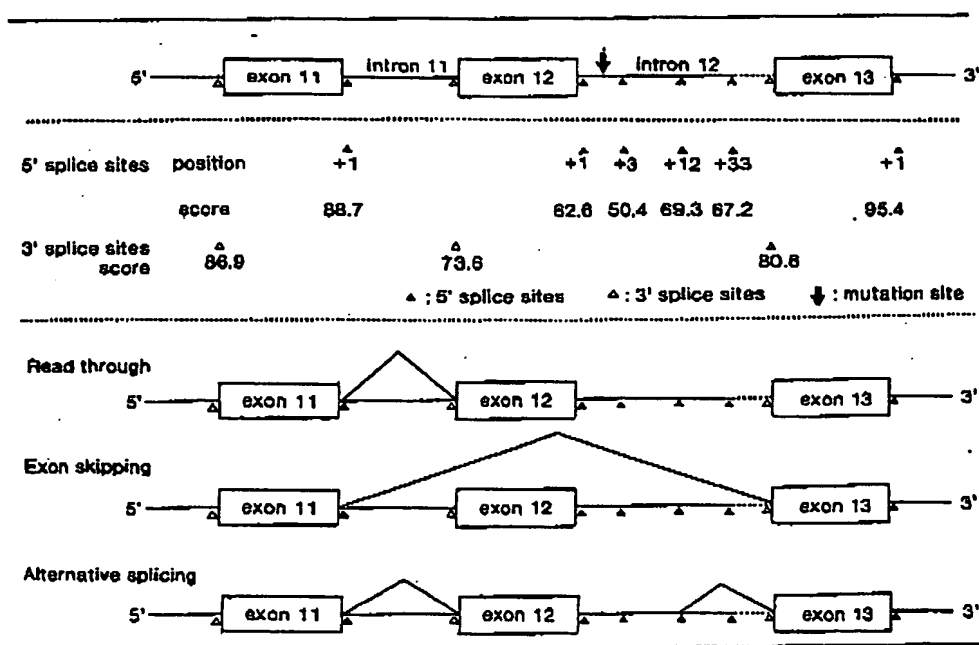 5' exon 11 intron 11 exon 12 intron 12 exon 13 3'
5' splice sites position +1 +1 +3 +12 +33 +1
score 88.7 62.6 50.4 69.3 67.2 95.4
3' splice sites
score 86.9 73.6 80.8
: 5' splice sites : 3' splice sites : mutation site
Read through
5' exon 11 exon 12 exon 13 3'
Exon skipping
5' exon 11 exon 12 exon 13 3'
Alternative splicing
5' exon 11 exon 12 exon 13 3'